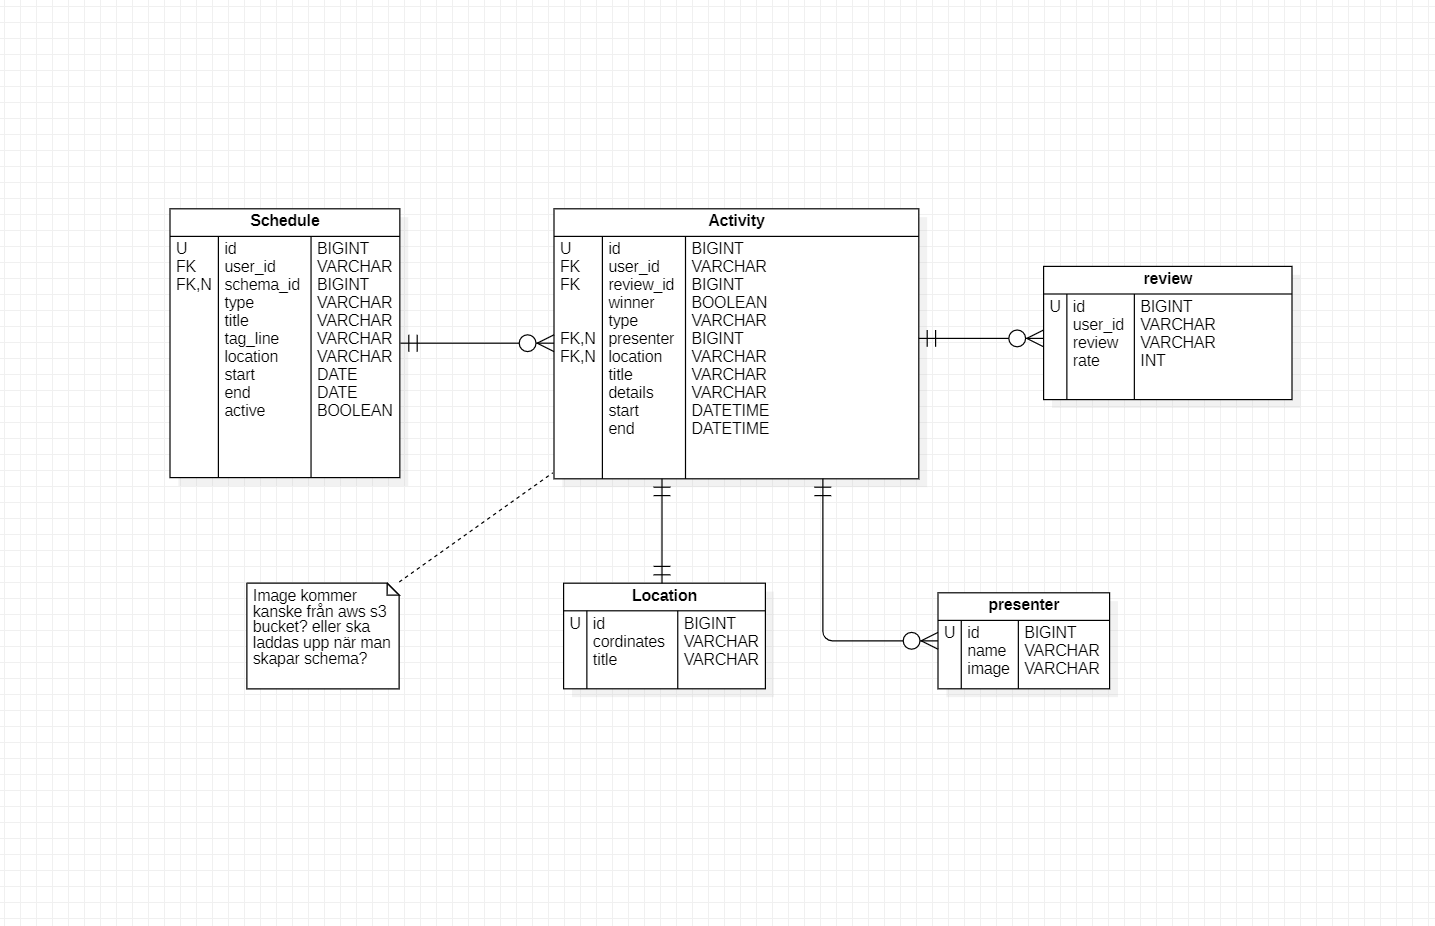 Schedule
U id BIGINT
FK user_id VARCHAR
FK,N schema_id BIGINT
type VARCHAR
title VARCHAR
tag_line VARCHAR
location VARCHAR
start DATE
end DATE
active BOOLEAN
Activity
U id BIGINT
FK user_id VARCHAR
FK review_id BIGINT
winner BOOLEAN
type VARCHAR
FK,N presenter BIGINT
FK,N location VARCHAR
title VARCHAR
details VARCHAR
start DATETIME
end DATETIME
review
U id BIGINT
user_id VARCHAR
review VARCHAR
rate INT
Image kommer
kanske från aws s3
bucket? eller ska
laddas upp när man
skapar schema?
Location
U id BIGINT
cordinates VARCHAR
title VARCHAR
presenter
U id BIGINT
name VARCHAR
image VARCHAR